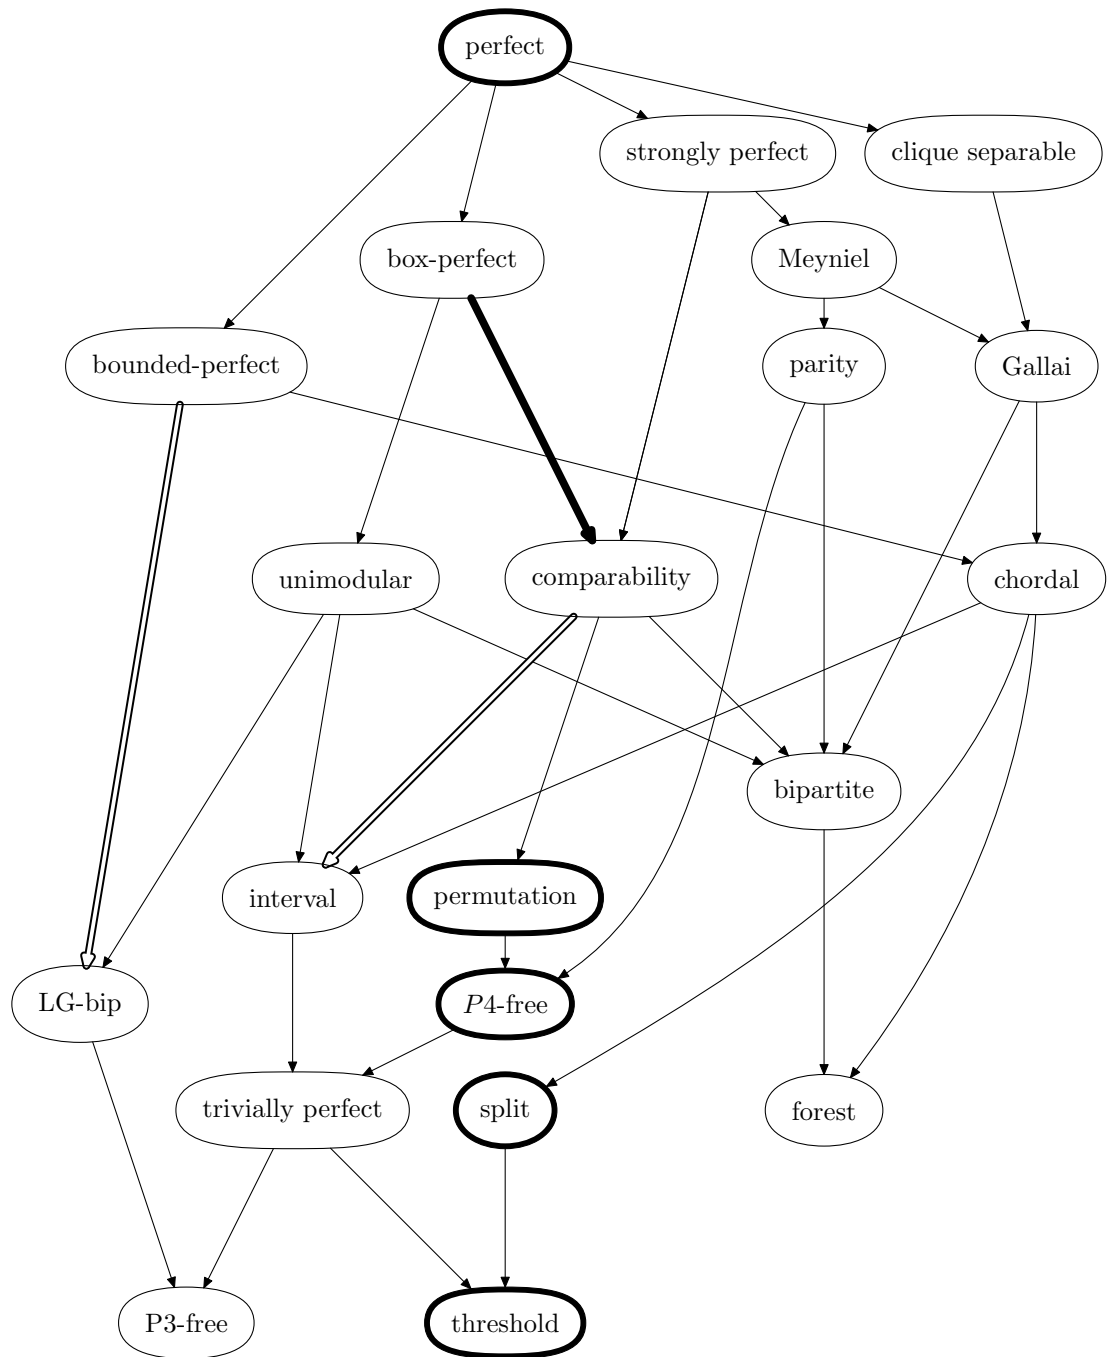 perfect
strongly perfect
clique separable
box-perfect
Meyniel
bounded-perfect
parity
Gallai
unimodular
comparability
chordal
bipartite
interval
permutation
LG-bip
P4-free
trivially perfect
split
forest
P3-free
threshold